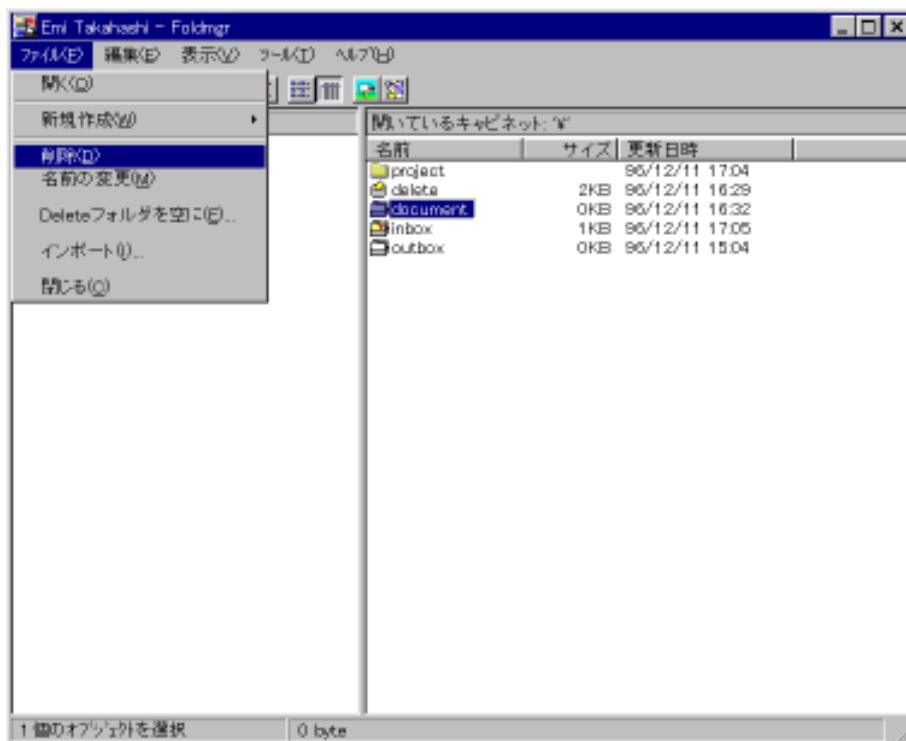 Emi Takahashi - Foldmgr
ファイル(F) 編集(E) 表示(V) ツール(T) ヘルプ(H)
開く(O)
新規作成(W)
削除(D)
名前の変更(M)
Deleteフォルダを空に(E)...
インポート(I)...
閉じる(C)
開いているキャビネット: '¥'
名前 サイズ 更新日時
project 96/12/11 17:04
delete 2KB 96/12/11 16:29
document 0KB 96/12/11 16:32
inbox 1KB 96/12/11 17:05
outbox 0KB 96/12/11 15:04
1 個のオブジェクトを選択 0 byte